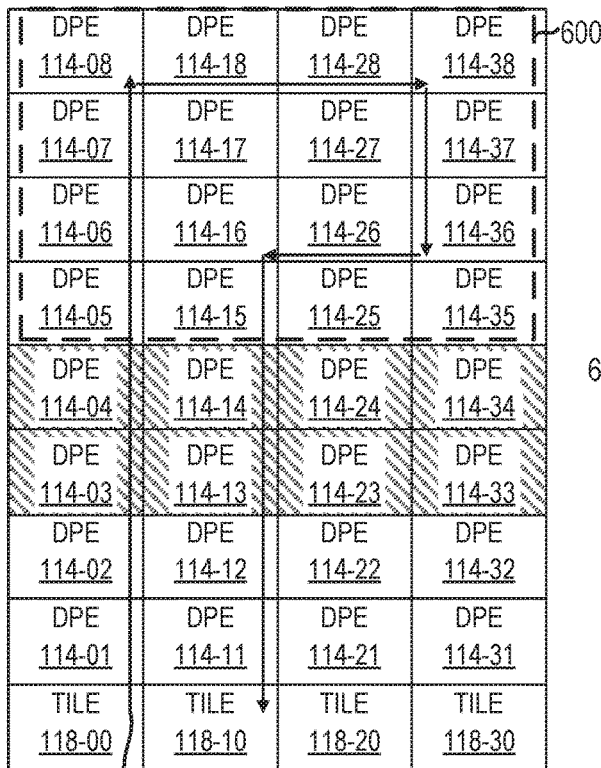 DPE DPE DPE DPE
114-08 114-18 114-28 114-38 600
DPE DPE DPE DPE
114-07 114-17 114-27 114-37
DPE DPE DPE DPE
114-06 114-16 114-26 114-36
DPE DPE DPE DPE
114-05 114-15 114-25 114-35
DPE DPE DPE DPE 6
114-04 114-14 114-24 114-34
DPE DPE DPE DPE
114-03 114-13 114-23 114-33
DPE DPE DPE DPE
114-02 114-12 114-22 114-32
DPE DPE DPE DPE
114-01 114-11 114-21 114-31
TILE TILE TILE TILE
118-00 118-10 118-20 118-30